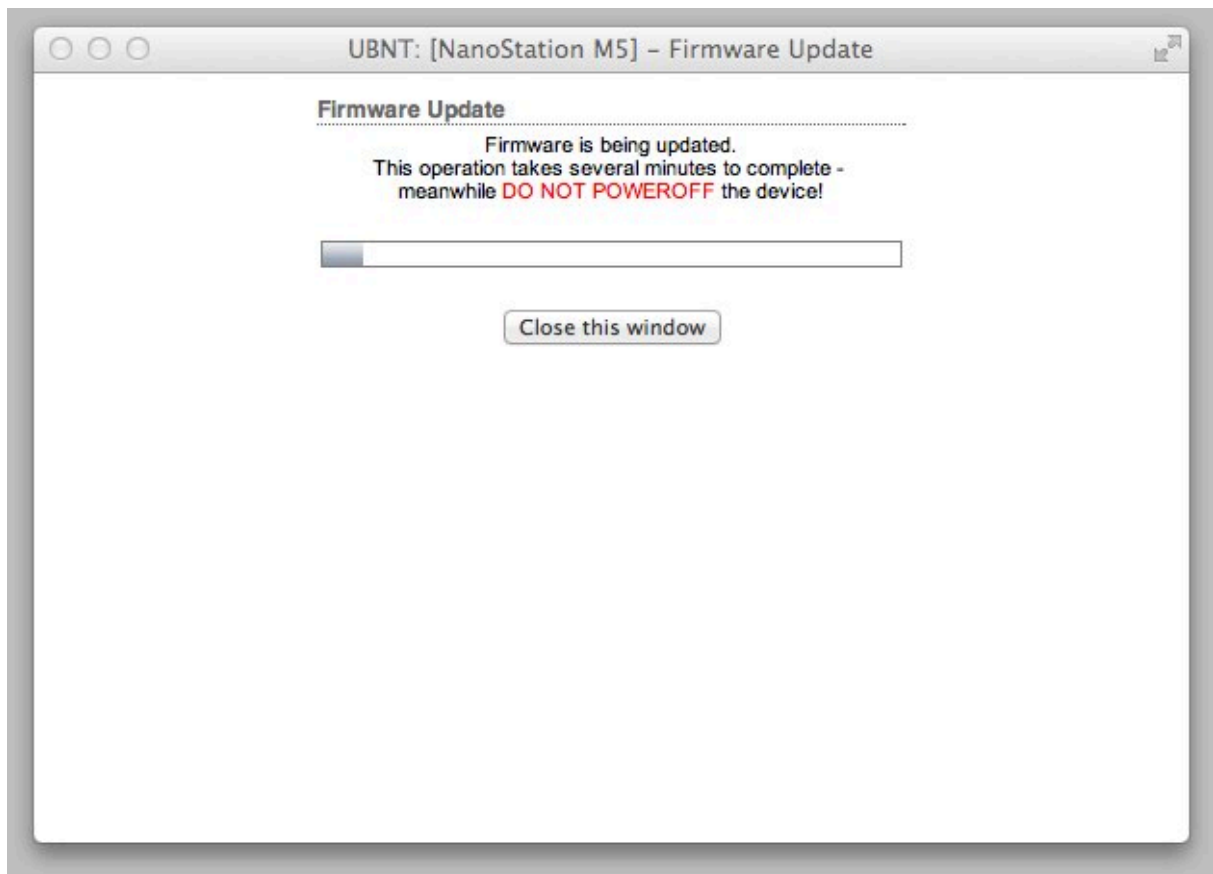 UBNT: [NanoStation M5] – Firmware Update
Firmware Update
Firmware is being updated.
This operation takes several minutes to complete -
meanwhile DO NOT POWEROFF the device!
Close this window